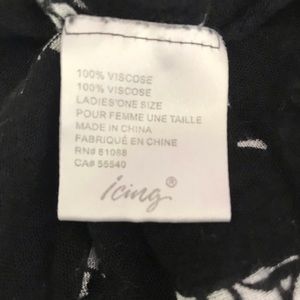 100% VISCOSE
100% VISCOSE
LADIES'ONE SIZE
POUR FEMME UNE TAILLE
MADE IN CHINA
FABRIQUÉ EN CHINE
RN# 61088
CA# 55540
icing®